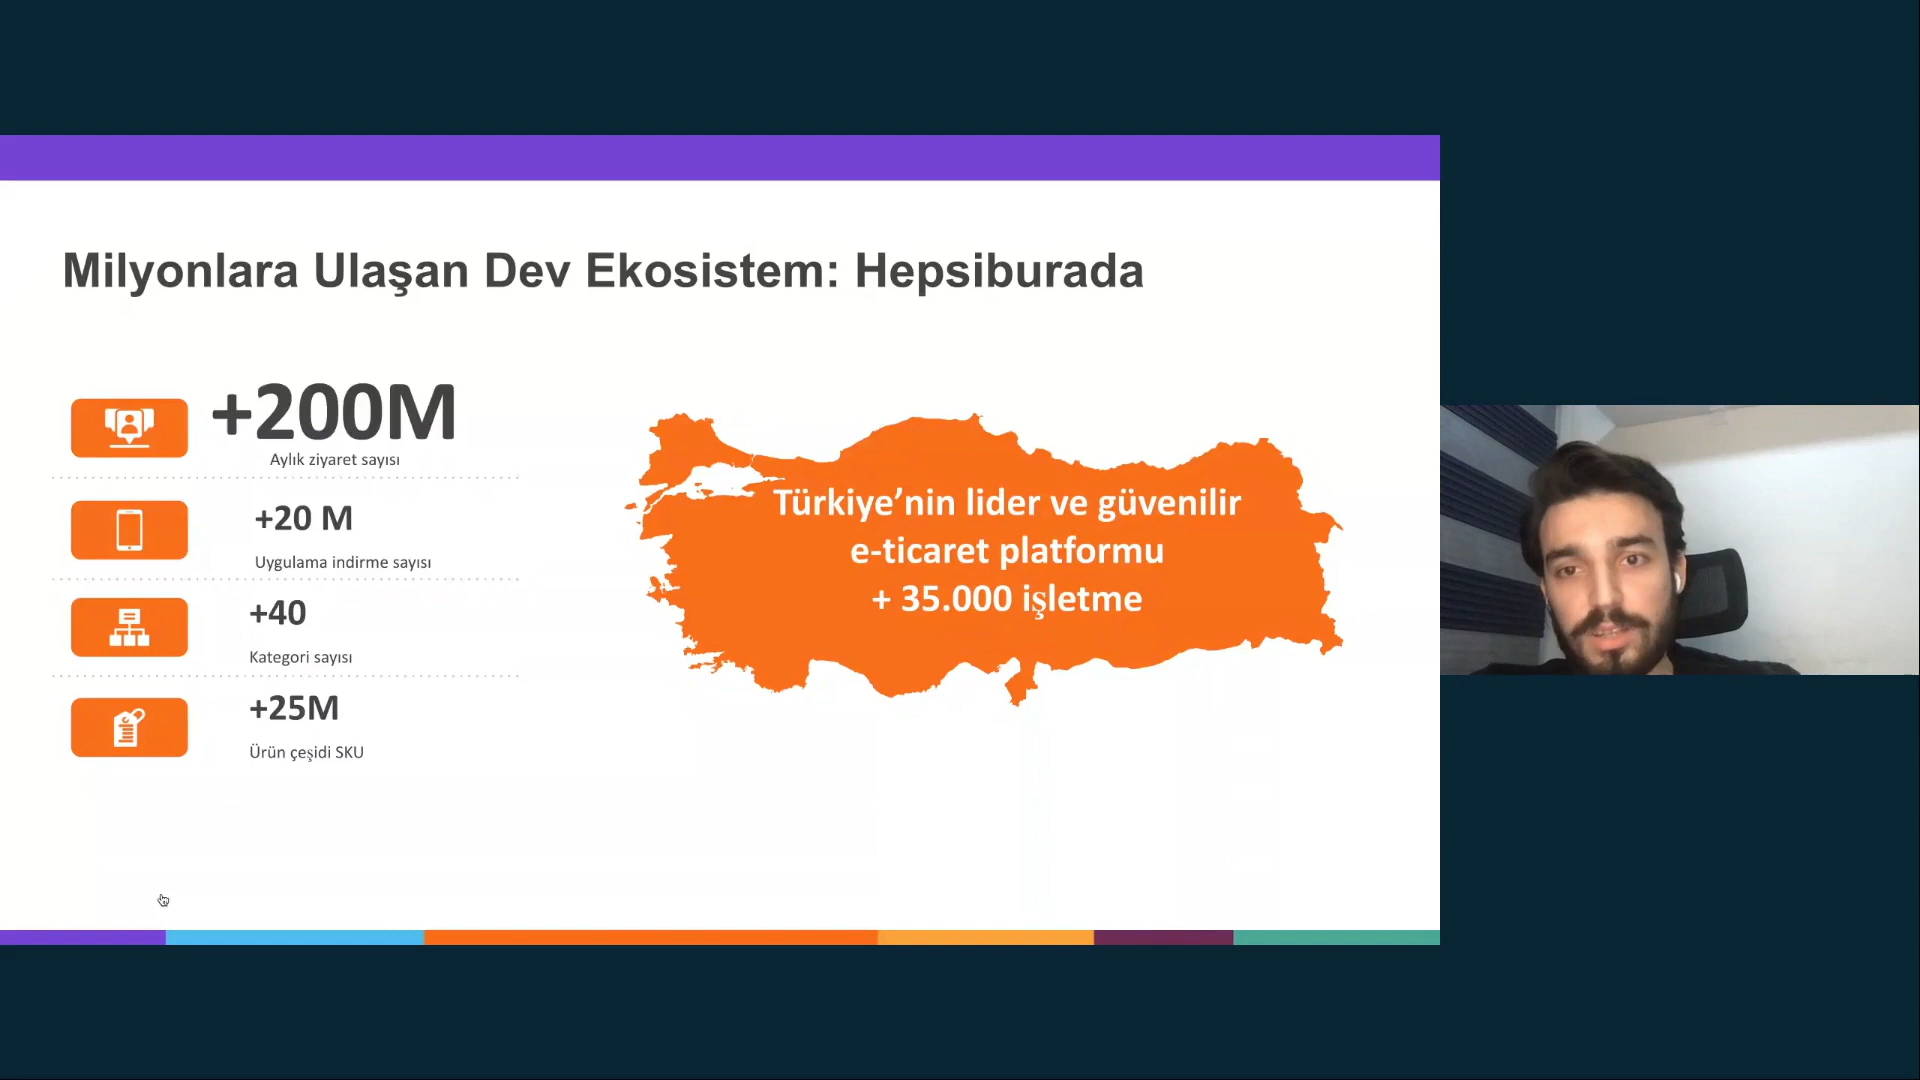 Milyonlara Ulaşan Dev Ekosistem: Hepsiburada
+200M
Aylık ziyaret sayısı
+20 M
Uygulama indirme sayısı
+40
Kategori sayısı
+25M
Ürün çeşidi SKU
Türkiye’nin lider ve güvenilir
e-ticaret platformu
+ 35.000 işletme